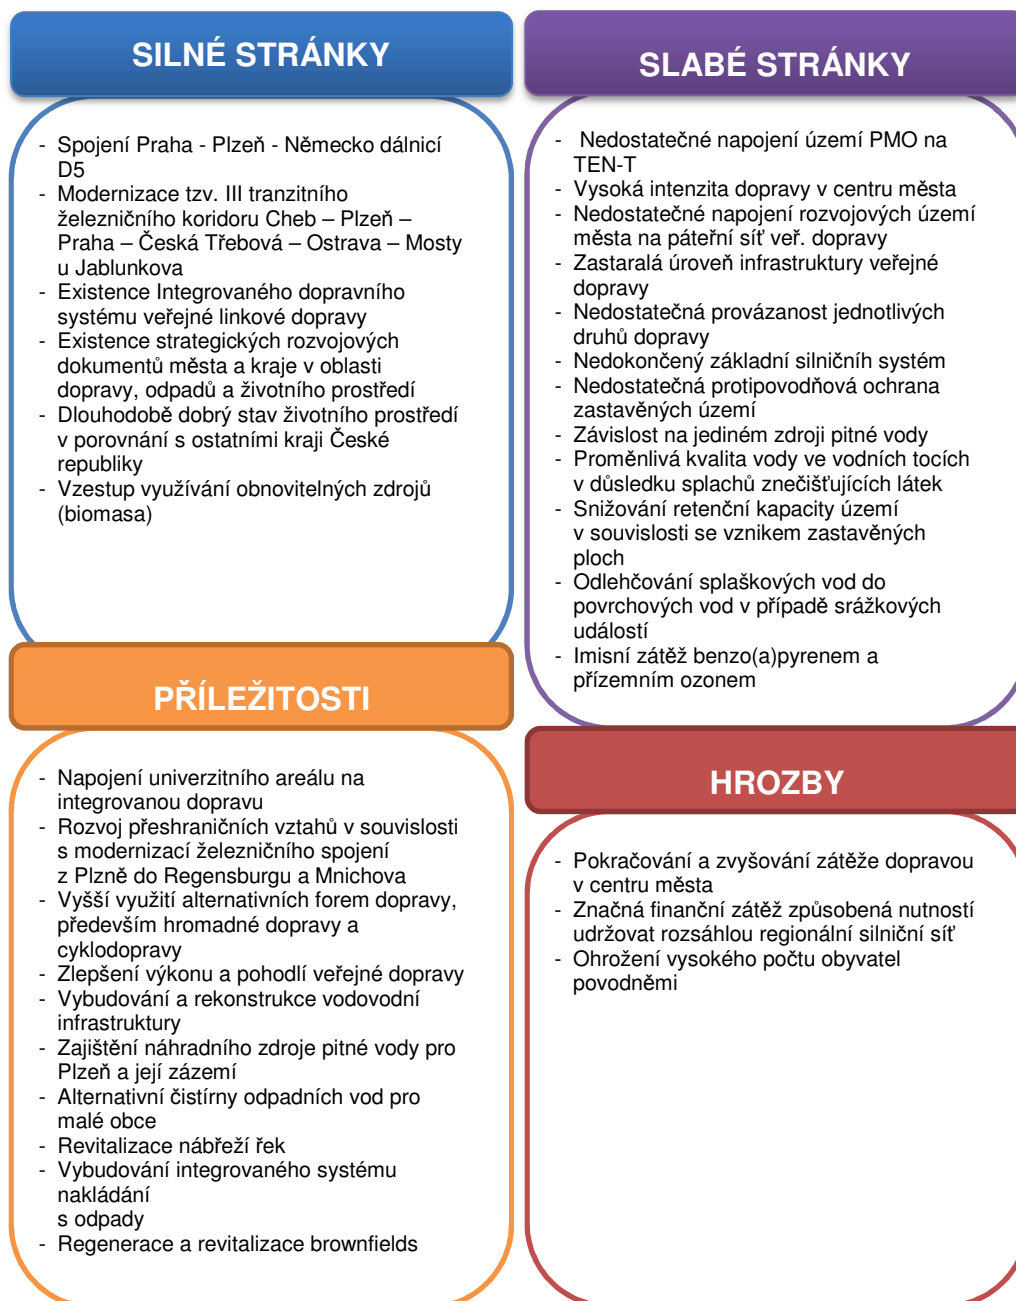 SILNÉ STRÁNKY
- Spojení Praha - Plzeň - Německo dálnicí
D5
- Modernizace tzv. III tranzitního
železničního koridoru Cheb – Plzeň –
Praha – Česká Třebová – Ostrava – Mosty
u Jablunkova
- Existence Integrovaného dopravního
systému veřejné linkové dopravy
- Existence strategických rozvojových
dokumentů města a kraje v oblasti
dopravy, odpadů a životního prostředí
- Dlouhodobě dobrý stav životního prostředí
v porovnání s ostatními kraji České
republiky
- Vzestup využívání obnovitelných zdrojů
(biomasa)
SLABÉ STRÁNKY
- Nedostatečné napojení území PMO na
TEN-T
- Vysoká intenzita dopravy v centru města
- Nedostatečné napojení rozvojových území
města na páteřní síť veř. dopravy
- Zastaralá úroveň infrastruktury veřejné
dopravy
- Nedostatečná provázanost jednotlivých
druhů dopravy
- Nedokončený základní silničním systém
- Nedostatečná protipovodňová ochrana
zastavěných území
- Závislost na jediném zdroji pitné vody
- Proměnlivá kvalita vody ve vodních tocích
v důsledku splachů znečišťujících látek
- Snižování retenční kapacity území
v souvislosti se vznikem zastavěných
ploch
- Odlehčování splaškových vod do
povrchových vod v případě srážkových
událostí
- Imisní zátěž benzo(a)pyrenem a
přízemním ozonem
PŘÍLEŽITOSTI
- Napojení univerzitního areálu na
integrovanou dopravu
- Rozvoj přeshraničních vztahů v souvislosti
s modernizací železničního spojení
z Plzně do Regensburgu a Mnichova
- Vyšší využití alternativních forem dopravy,
především hromadné dopravy a
cyklodopravy
- Zlepšení výkonu a pohodlí veřejné dopravy
- Vybudování a rekonstrukce vodovodní
infrastruktury
- Zajištění náhradního zdroje pitné vody pro
Plzeň a její zázemí
- Alternativní čistírny odpadních vod pro
malé obce
- Revitalizace nábřeží řek
- Vybudování integrovaného systému
nakládání
s odpady
- Regenerace a revitalizace brownfields
HROZBY
- Pokračování a zvyšování zátěže dopravou
v centru města
- Značná finanční zátěž způsobená nutností
udržovat rozsáhlou regionální silniční síť
- Ohrožení vysokého počtu obyvatel
povodněmi